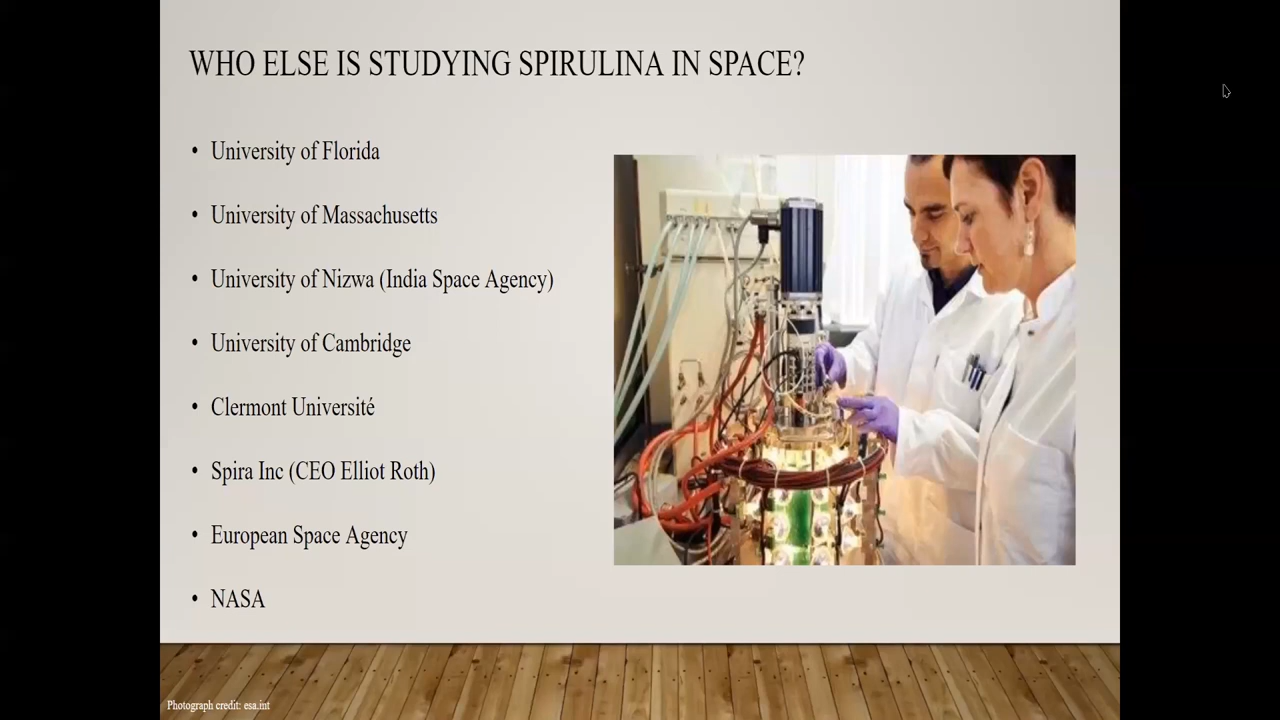 WHO ELSE IS STUDYING SPIRULINA IN SPACE?
• University of Florida
• University of Massachusetts
• University of Nizwa (India Space Agency)
• University of Cambridge
• Clermont Université
• Spira Inc (CEO Elliot Roth)
• European Space Agency
• NASA
Photograph credit: esa.int